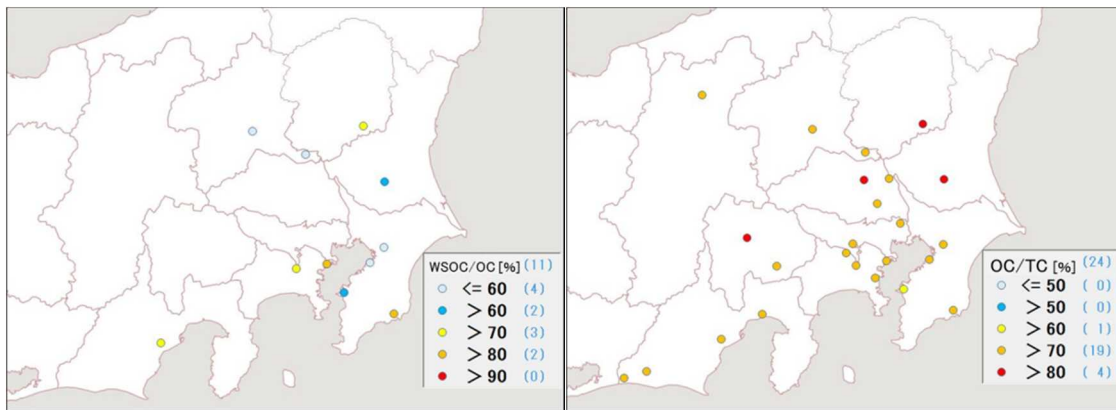 WSOC/OC [%] (11)
<= 60 (4)
> 60 (2)
> 70 (3)
> 80 (2)
> 90 (0)
OC/TC [%] (24)
<= 50 ( 0)
> 50 ( 0)
> 60 ( 1)
> 70 (19)
> 80 ( 4)